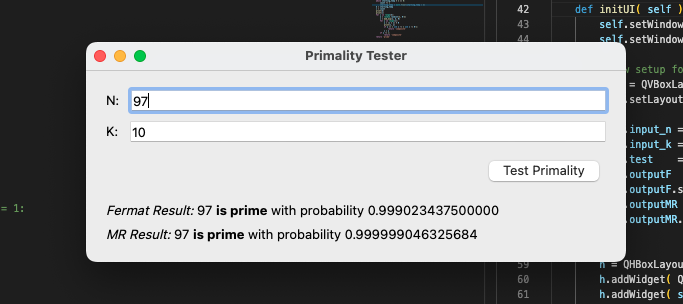 Primality Tester
N: 97
K: 10
Test Primality
Fermat Result: 97 is prime with probability 0.999023437500000
MR Result: 97 is prime with probability 0.999999046325684
= 1:
42 def initUI( self )
43 self.setWindow
44 self.setWindow
setup fo
= QVBoxLa
.setLayout
.input_n =
.input_k =
.test =
.outputF
.outputF.s
.outputMR
.outputMR.
59 h = QHBoxLayou
60 h.addWidget( Q
61 h.addWidget( s